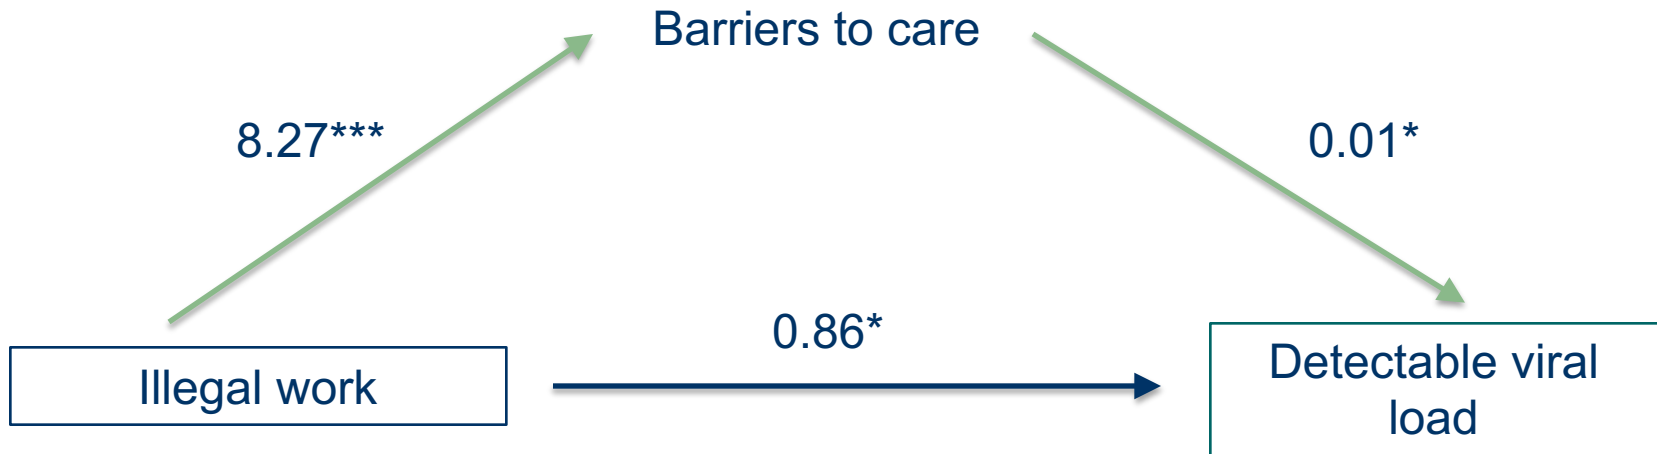 Barriers to care
8.27***
0.01*
0.86*
Illegal work
Detectable viral
load